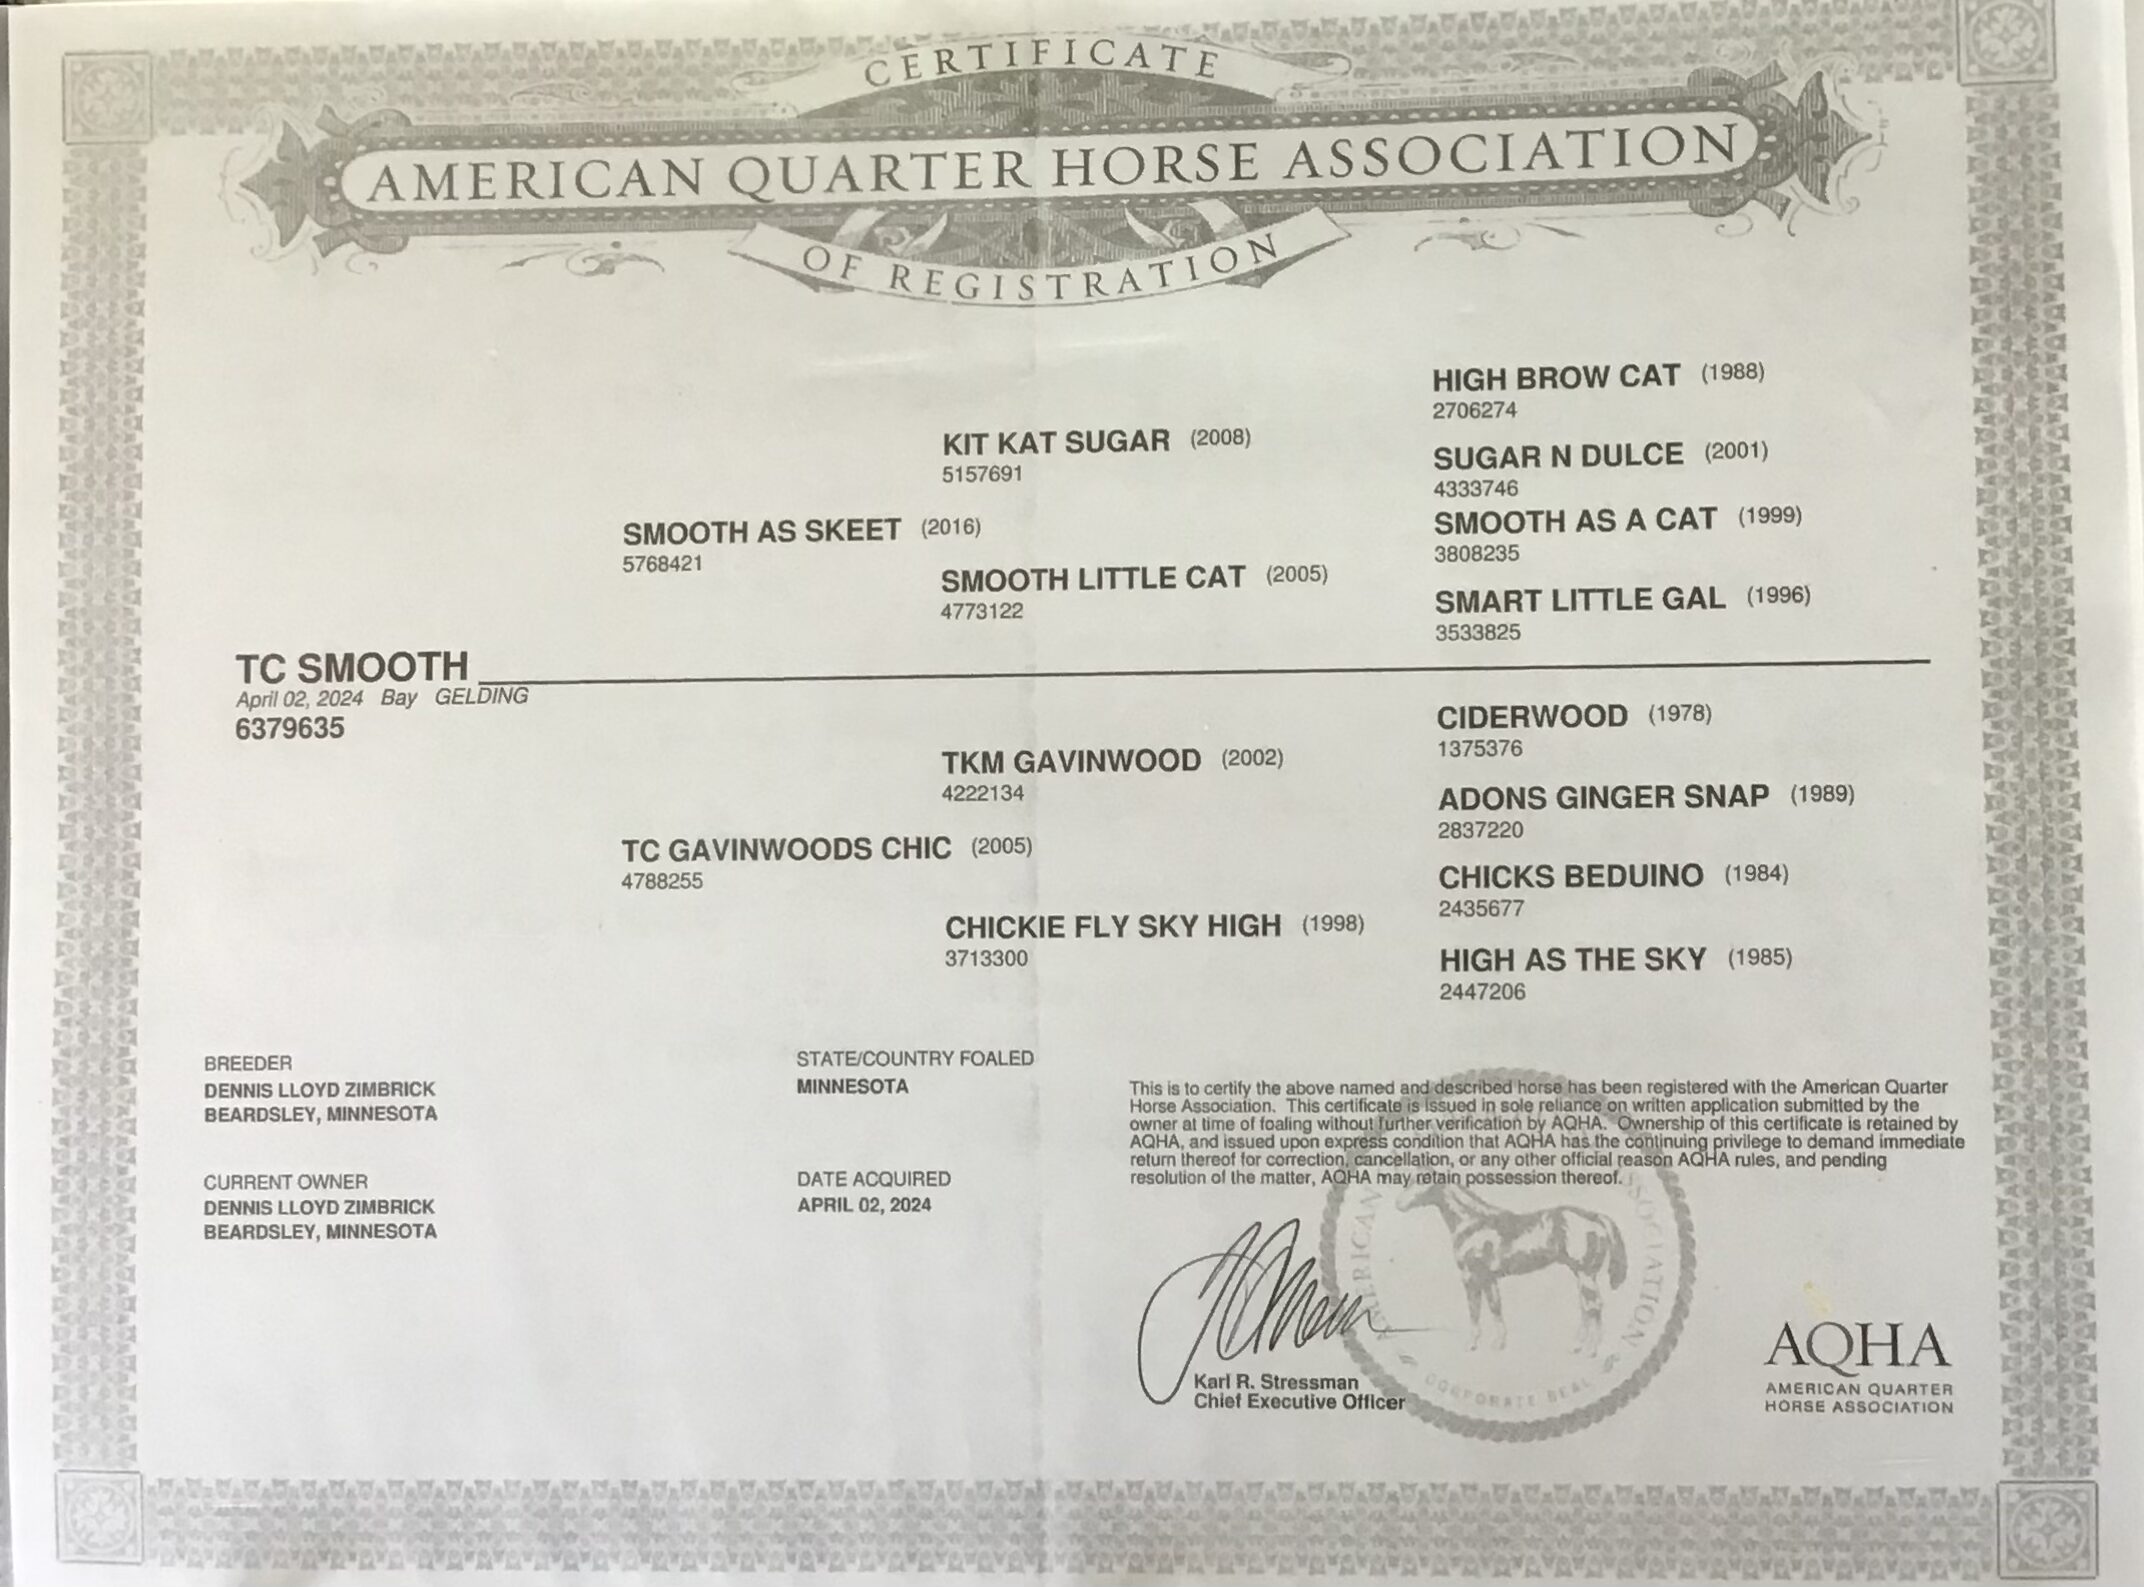 CERTIFICATE
AMERICAN QUARTER HORSE ASSOCIATION
OF REGISTRATION
HIGH BROW CAT (1988)
2706274
KIT KAT SUGAR (2008)
5157691
SUGAR N DULCE (2001)
4333746
SMOOTH AS SKEET (2016)
5768421
SMOOTH AS A CAT (1999)
3808235
SMOOTH LITTLE CAT (2005)
4773122
SMART LITTLE GAL (1996)
3533825
TC SMOOTH
April 02, 2024 Bay GELDING
6379635
CIDERWOOD (1978)
1375376
TKM GAVINWOOD (2002)
4222134
ADONS GINGER SNAP (1989)
2837220
TC GAVINWOODS CHIC (2005)
4788255
CHICKS BEDUINO (1984)
2435677
CHICKIE FLY SKY HIGH (1998)
3713300
HIGH AS THE SKY (1985)
2447206
BREEDER
DENNIS LLOYD ZIMBRICK
BEARDSLEY, MINNESOTA
STATE/COUNTRY FOALED
MINNESOTA
CURRENT OWNER
DENNIS LLOYD ZIMBRICK
BEARDSLEY, MINNESOTA
DATE ACQUIRED
APRIL 02, 2024
This is to certify the above named and described horse has been registered with the American Quarter
Horse Association. This certificate is issued in sole reliance on written application submitted by the
owner at time of foaling without further verification by AQHA. Ownership of this certificate is retained by
AQHA, and issued upon express condition that AQHA has the continuing privilege to demand immediate
return thereof for correction, cancellation, or any other official reason AQHA rules, and pending
resolution of the matter, AQHA may retain possession thereof.
Karl R. Stressman
Chief Executive Officer
CORPORATE SEAL
AQHA
AMERICAN QUARTER
HORSE ASSOCIATION